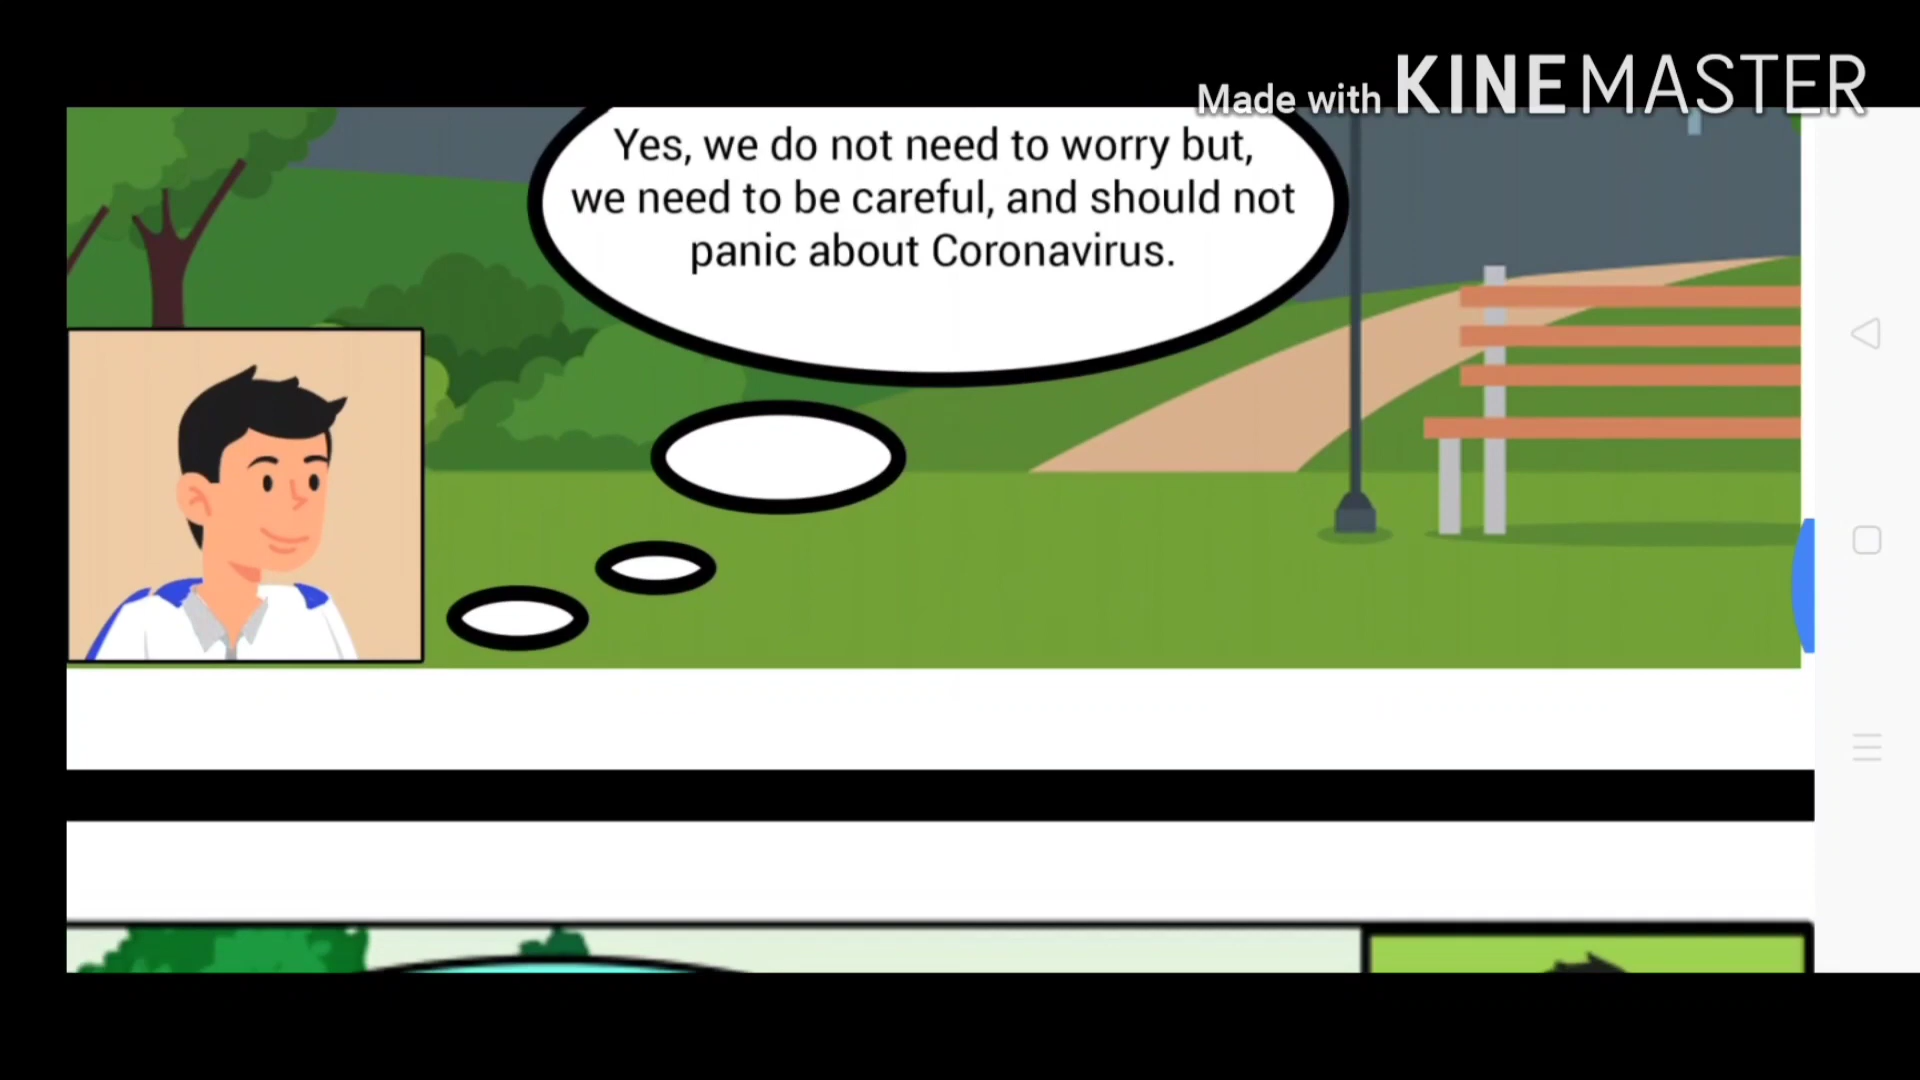 Made with KINEMASTER
Yes, we do not need to worry but,
we need to be careful, and should not
panic about Coronavirus.